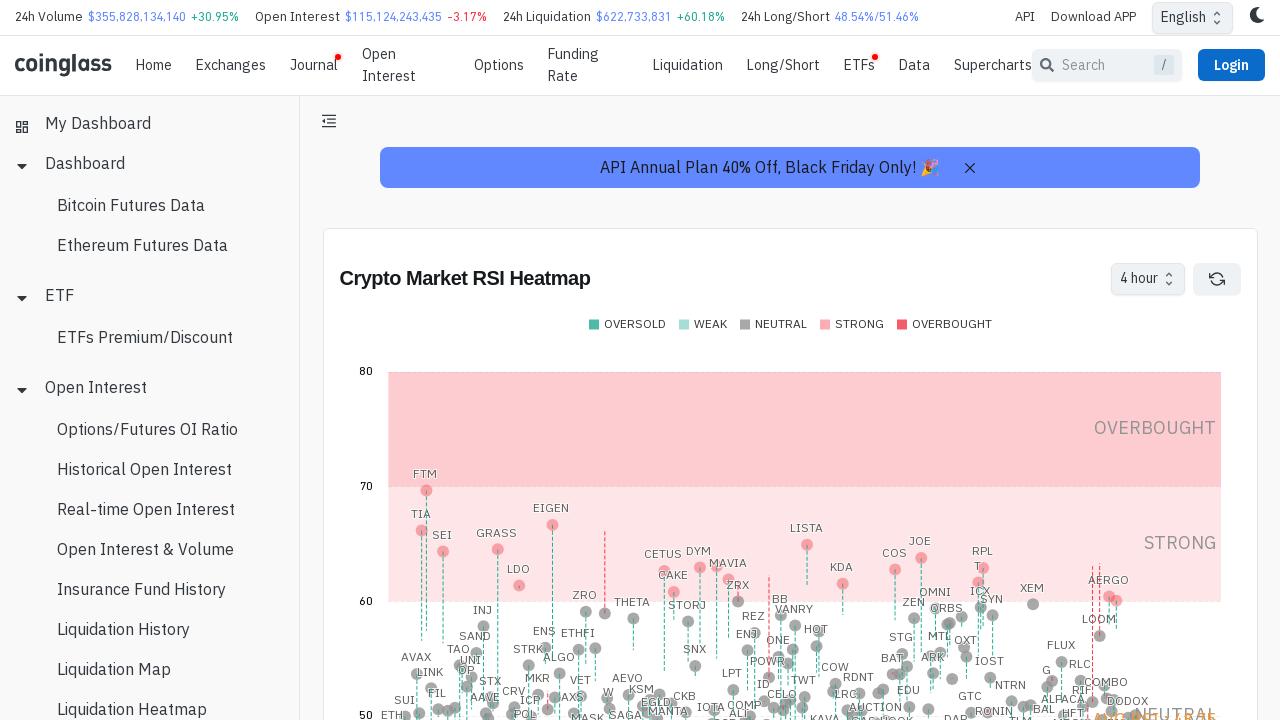 24h Volume $355,828,134,140 +30.95% Open Interest $115,124,243,435 -3.17% 24h Liquidation $622,733,831 +60.18% 24h Long/Short 48.54%/51.46% API Download APP English
coinglass Home Exchanges Journal Open Interest Options Funding Rate Liquidation Long/Short ETFs Data Supercharts Search / Login
My Dashboard
Dashboard
Bitcoin Futures Data
Ethereum Futures Data
ETF
ETFs Premium/Discount
Open Interest
Options/Futures OI Ratio
Historical Open Interest
Real-time Open Interest
Open Interest & Volume
Insurance Fund History
Liquidation History
Liquidation Map
Liquidation Heatmap
API Annual Plan 40% Off, Black Friday Only! 🎉
Crypto Market RSI Heatmap 4 hour
OVERSOLD WEAK NEUTRAL STRONG OVERBOUGHT
80
OVERBOUGHT
70
FTM
TIA
EIGEN
SEI
GRASS
LISTA
STRONG
JOE
CETUS DYM
COS
RPL
LDO
CAKE
MAVIA
KDA
AERGO
ZRX
XEM
60
ZRO
THETA
STORJ
BB
OMNI
ICX
INJ
REZ
VANRY
ZEN
ORBS
SYN
LOOM
SAND
ENS
ETHFI
HOT
STG
MTL
OXT
TAO
STRK
SNX
ONE
FLUX
AVAX
UNI
ALGO
POWR
BAT
ARK
IOST
RLC
LINK
OP
MKR
VET
AEVO
LPT
TWT
COW
RDNT
NTRN
G
COMBO
SUI
FIL
STX
AAVE
CRV
ICP
KSM
EGLD
CKB
IOTA
COMP
ID
CELO
LRC
EDU
GTC
ALPACA
RIF
DODOX
ETH
POL
MASK
SAGA
MANTA
KAVA
AUCTION
RONIN
BAL
NEUTRAL
50